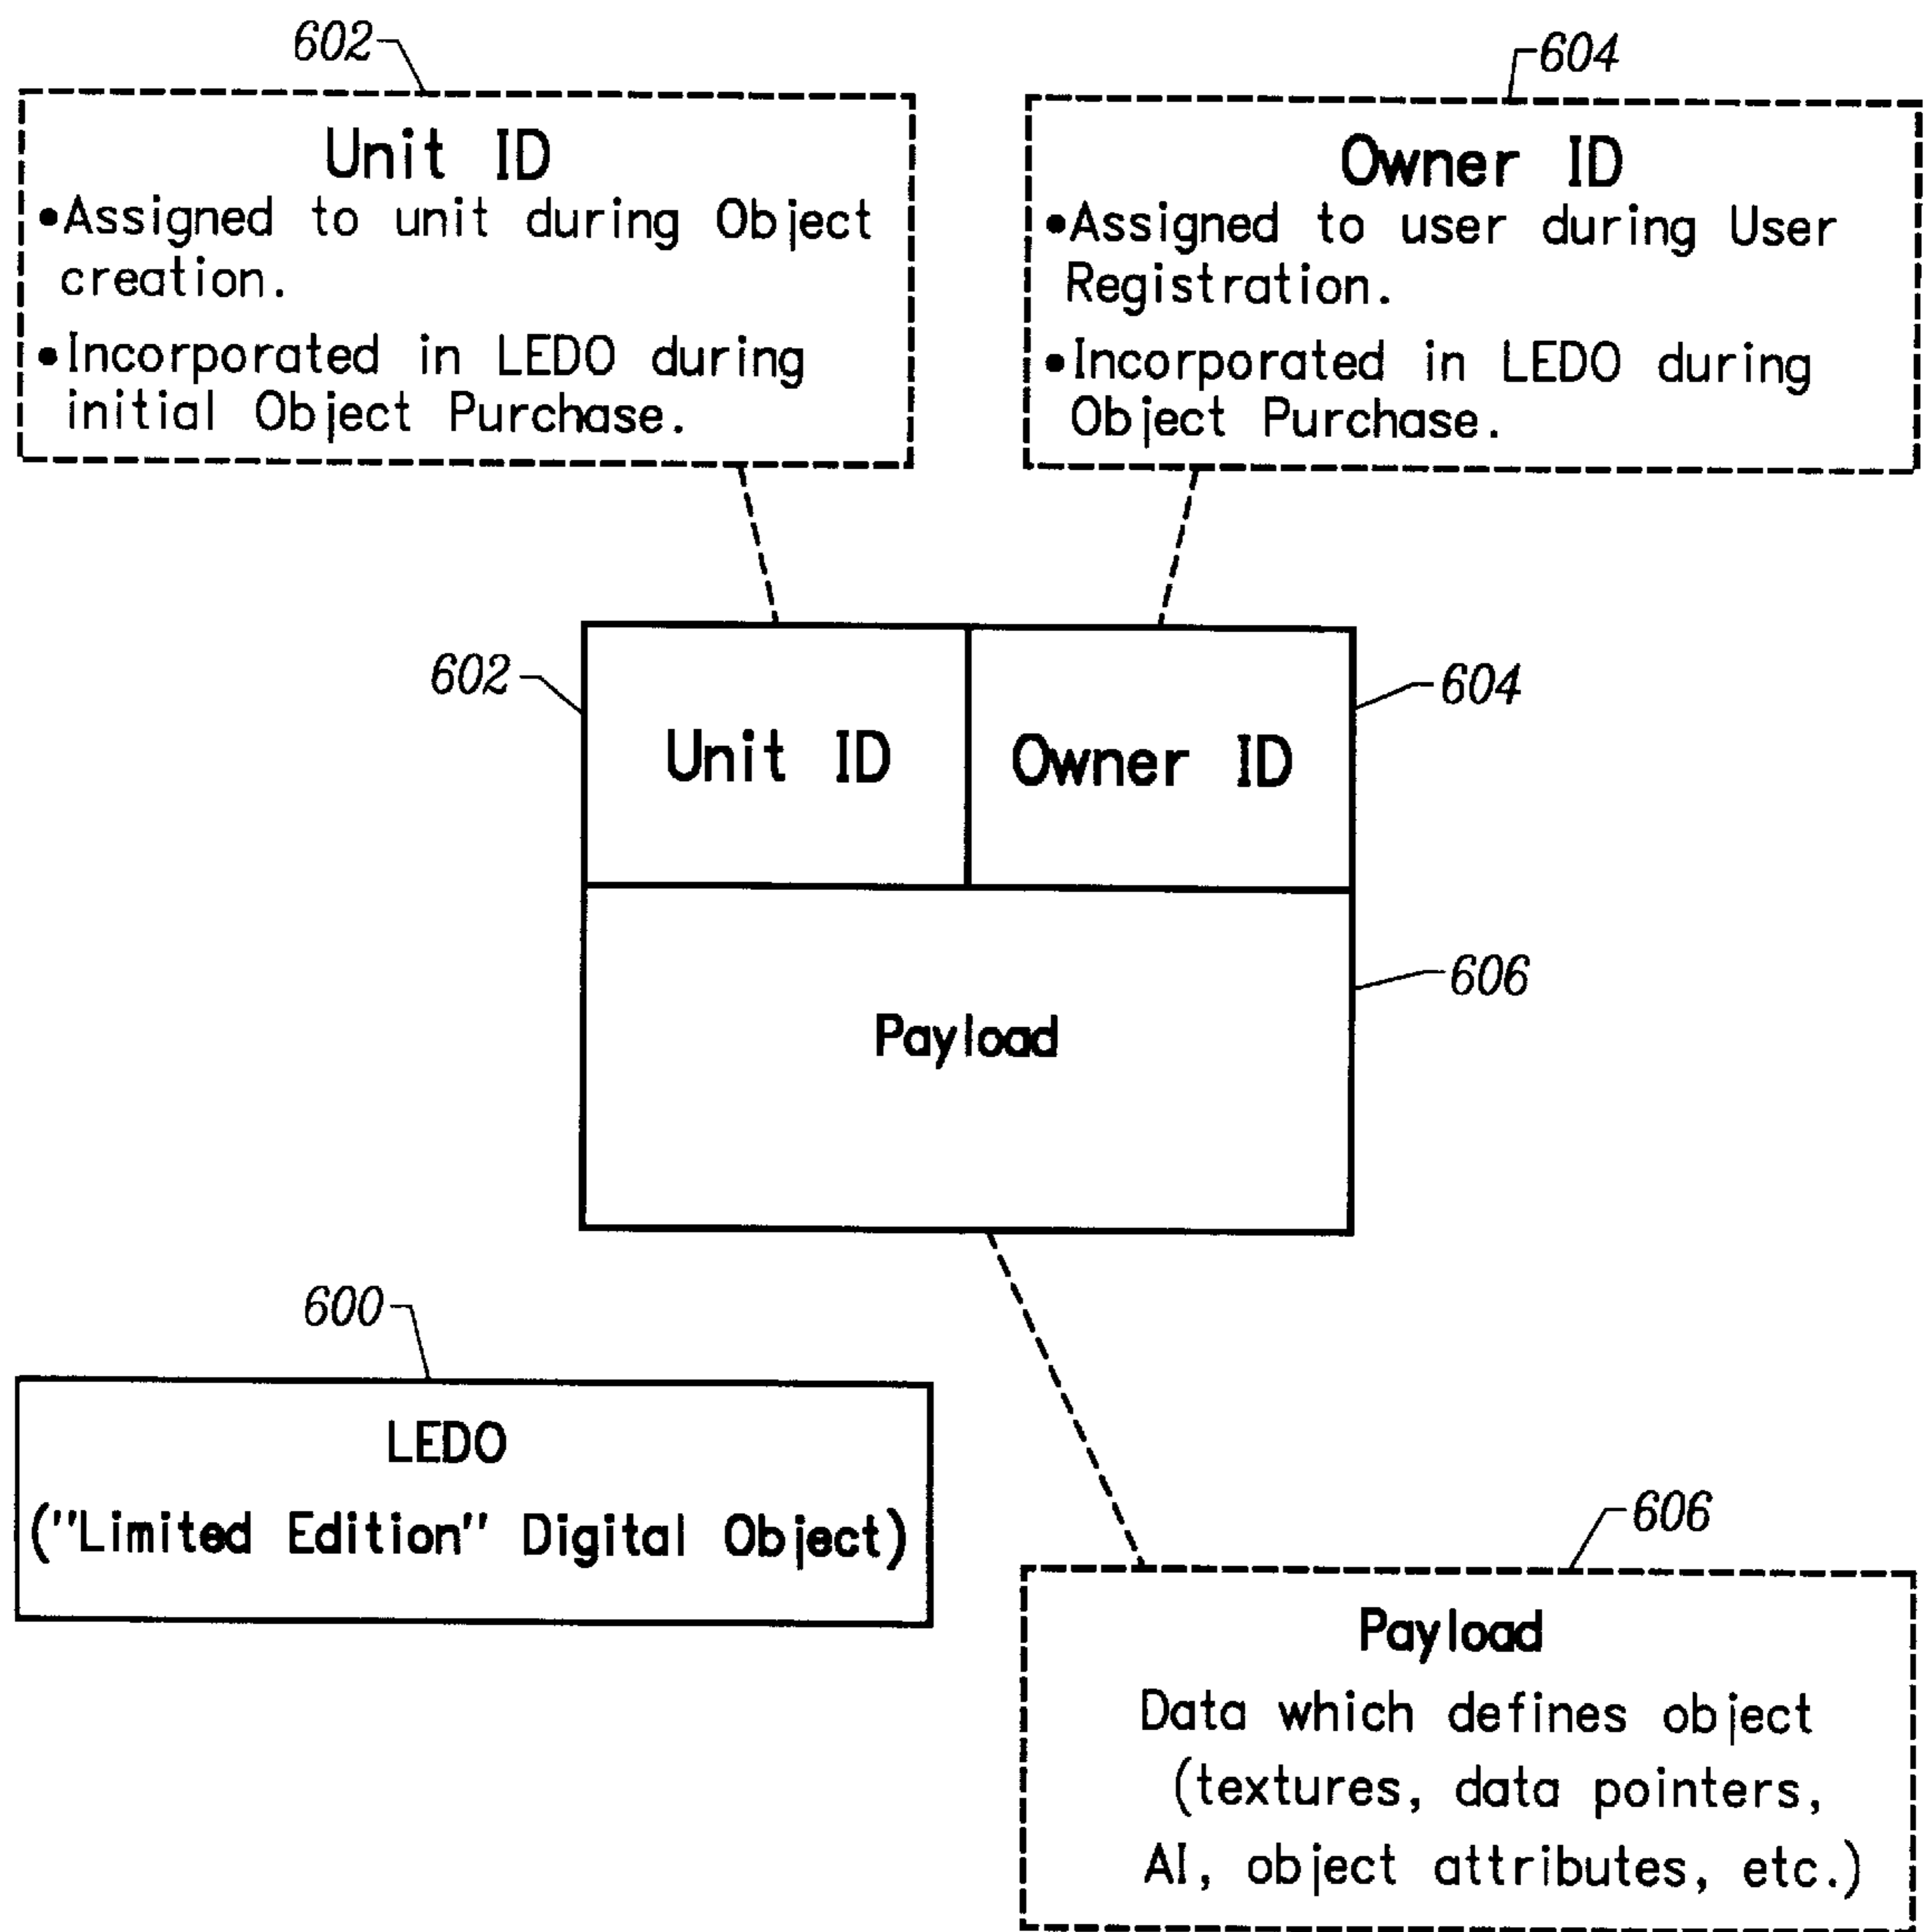 602
604
Unit ID
•Assigned to unit during Object
creation.
•Incorporated in LEDO during
initial Object Purchase.
Owner ID
•Assigned to user during User
Registration.
•Incorporated in LEDO during
Object Purchase.
602
604
Unit ID
Owner ID
606
Payload
600
LEDO
("Limited Edition" Digital Object)
606
Payload
Data which defines object
(textures, data pointers,
AI, object attributes, etc.)